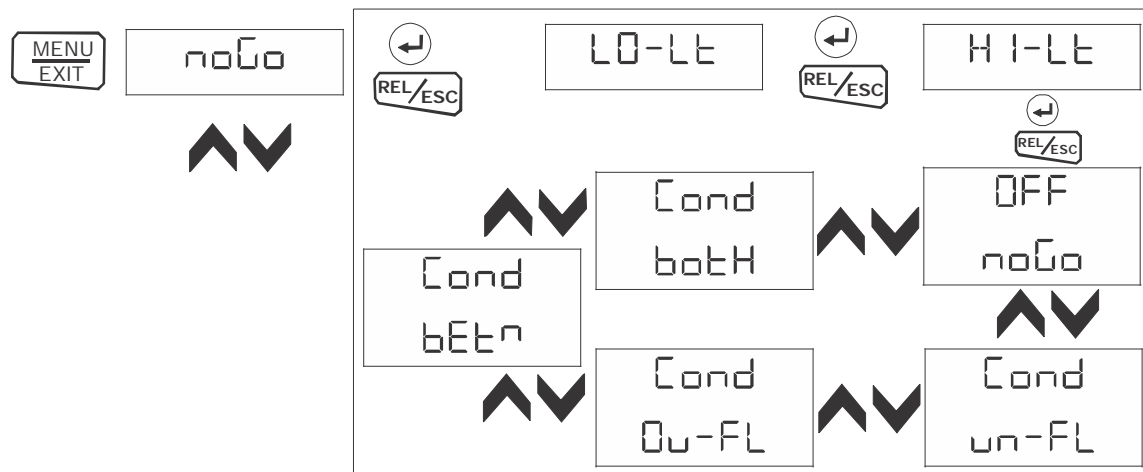 MENU
EXIT
noGo
REL/ESC
LO-Lt
REL/ESC
HI-Lt
REL/ESC
Cond
botH
OFF
noGo
Cond
bEtn
Cond
Ou-FL
Cond
un-FL